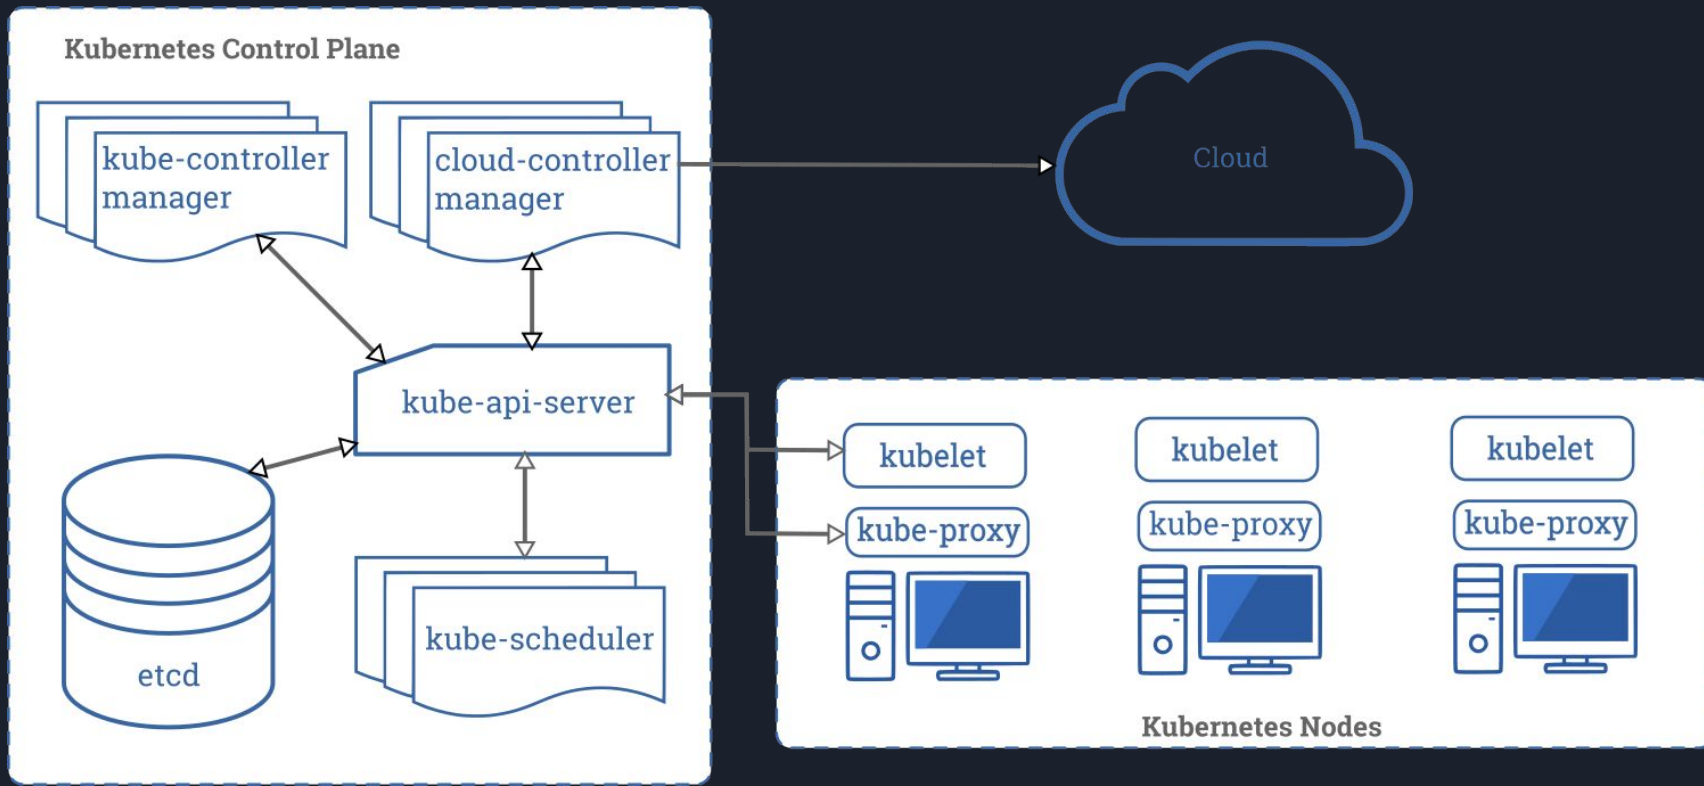 Kubernetes Control Plane
kube-controller
manager
cloud-controller
manager
Cloud
kube-api-server
etcd
kube-scheduler
kubelet
kube-proxy
kubelet
kube-proxy
kubelet
kube-proxy
Kubernetes Nodes